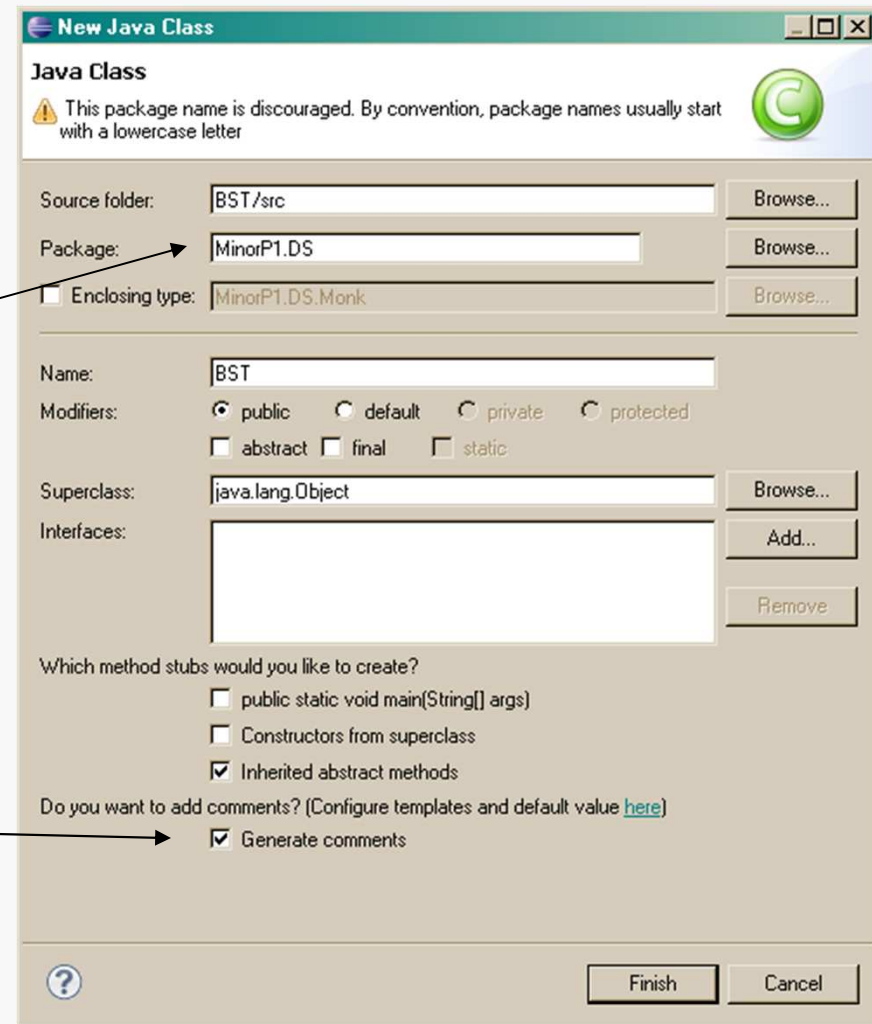 New Java Class
Java Class
This package name is discouraged. By convention, package names usually start
with a lowercase letter
Source folder: BST/src Browse...
Package: MinorP1.DS Browse...
Enclosing type: MinorP1.DS.Monk Browse...
Name: BST
Modifiers: public default private protected
abstract final static
Superclass: java.lang.Object Browse...
Interfaces: Add...
Remove
Which method stubs would you like to create?
public static void main(String[] args)
Constructors from superclass
Inherited abstract methods
Do you want to add comments? (Configure templates and default value here)
Generate comments
? Finish Cancel